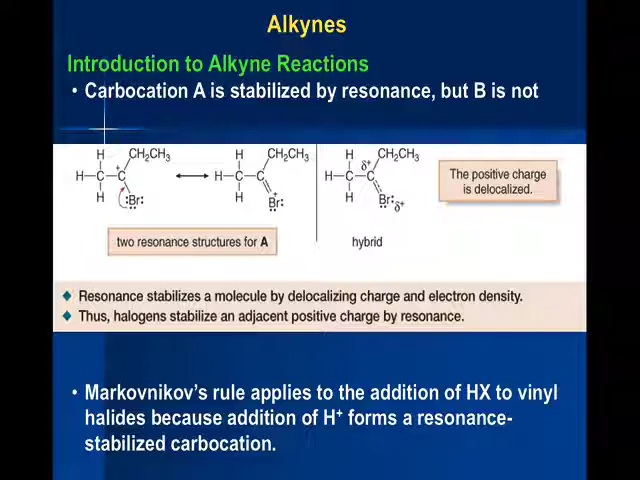 Alkynes
Introduction to Alkyne Reactions
• Carbocation A is stabilized by resonance, but B is not
H CH₂CH₃ H CH₂CH₃ H δ⁺ CH₂CH₃
H—C—C⁺ H—C—C H—C—C
H :Br: H Br:⁺ H Br: δ⁺
The positive charge
is delocalized.
two resonance structures for A
hybrid
◆ Resonance stabilizes a molecule by delocalizing charge and electron density.
◆ Thus, halogens stabilize an adjacent positive charge by resonance.
• Markovnikov's rule applies to the addition of HX to vinyl
halides because addition of H⁺ forms a resonance-
stabilized carbocation.